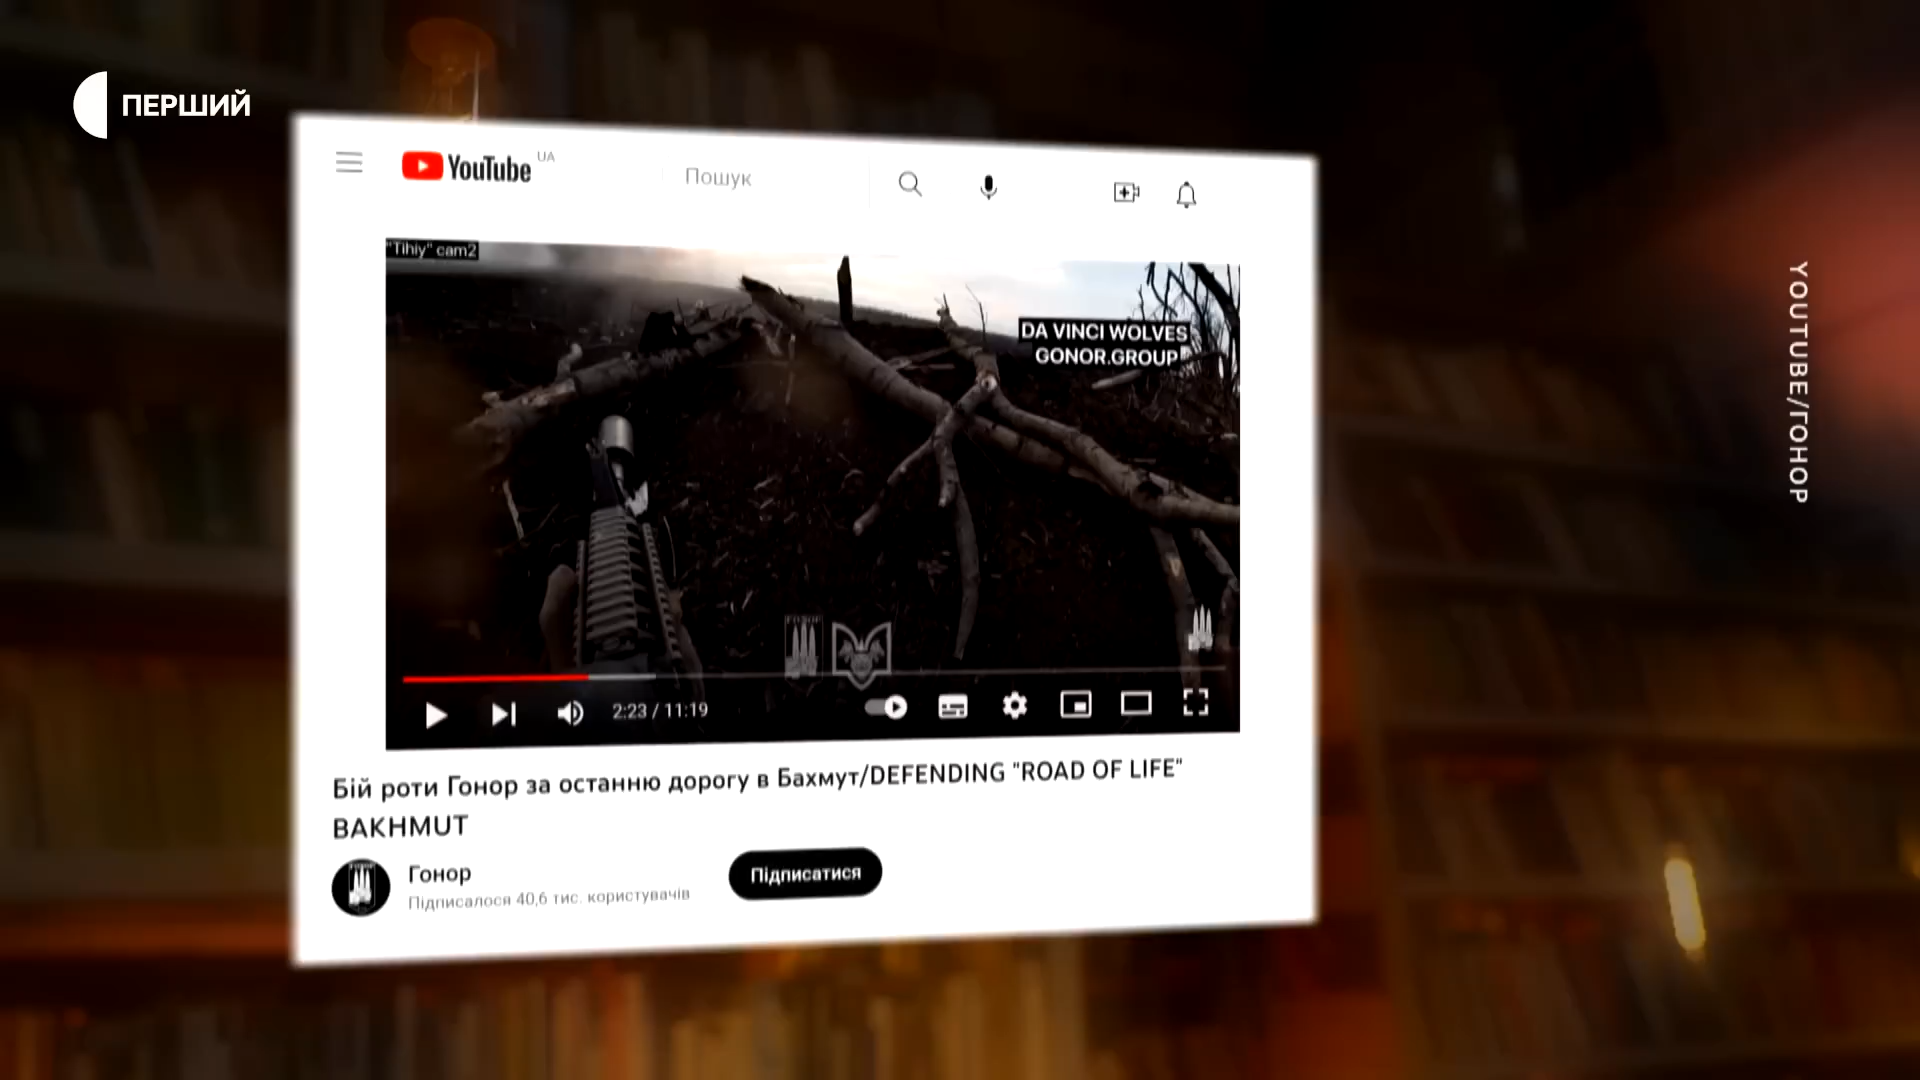 ПЕРШИЙ
YouTube UA
Пошук
"Tihiy" cam2
DA VINCI WOLVES
GONOR.GROUP
ГОНОР
2:23 / 11:19
Бій роти Гонор за останню дорогу в Бахмут/DEFENDING "ROAD OF LIFE"
BAKHMUT
Гонор
Підписалося 40,6 тис. користувачів
Підписатися
YOUTUBE/ГОНОР